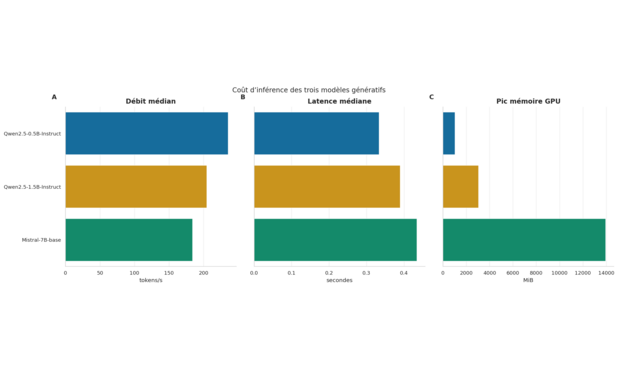 Coût d'inférence des trois modèles génératifs
A
Débit médian
B
Latence médiane
C
Pic mémoire GPU
Qwen2.5-0.5B-Instruct
Qwen2.5-1.5B-Instruct
Mistral-7B-base
0 50 100 150 200
tokens/s
0.0 0.1 0.2 0.3 0.4
secondes
0 2000 4000 6000 8000 10000 12000 14000
MiB